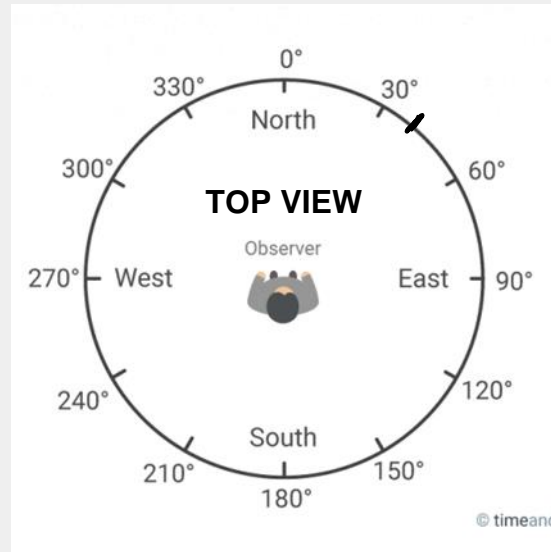 0°
330° 30°
North
300° 60°
TOP VIEW
Observer
270° West East 90°
240° 120°
South
210° 150°
180°
© timeand